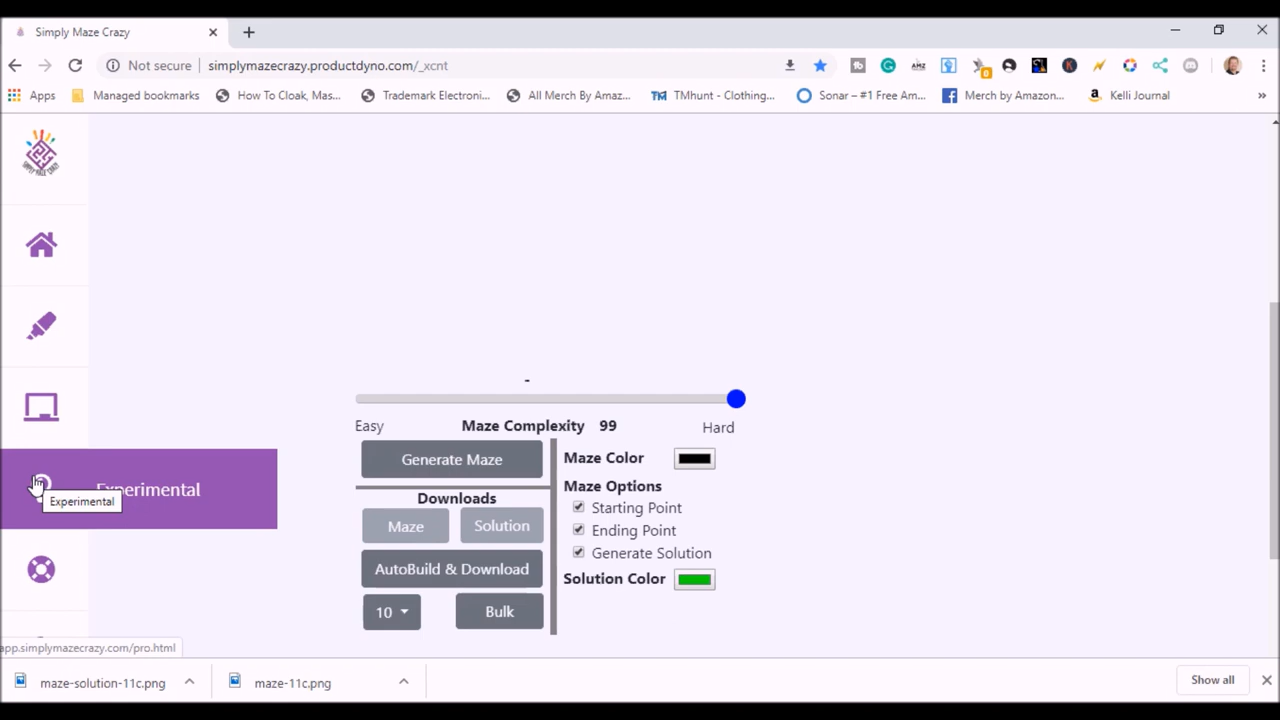 Simply Maze Crazy
Not secure simplymazecrazy.productdyno.com/_xcnt
Apps Managed bookmarks How To Cloak, Mas... Trademark Electroni... All Merch By Amaz... TMhunt - Clothing,... Sonar – #1 Free Am... Merch by Amazon... Kelli Journal
SIMPLY MAZE CRAZY
-
Easy Maze Complexity 99 Hard
Generate Maze
Maze Color
Maze Options
Downloads
Starting Point
Maze Solution
Ending Point
Generate Solution
AutoBuild & Download
Solution Color
10 Bulk
Experimental
Experimental
app.simplymazecrazy.com/pro.html
maze-solution-11c.png maze-11c.png Show all